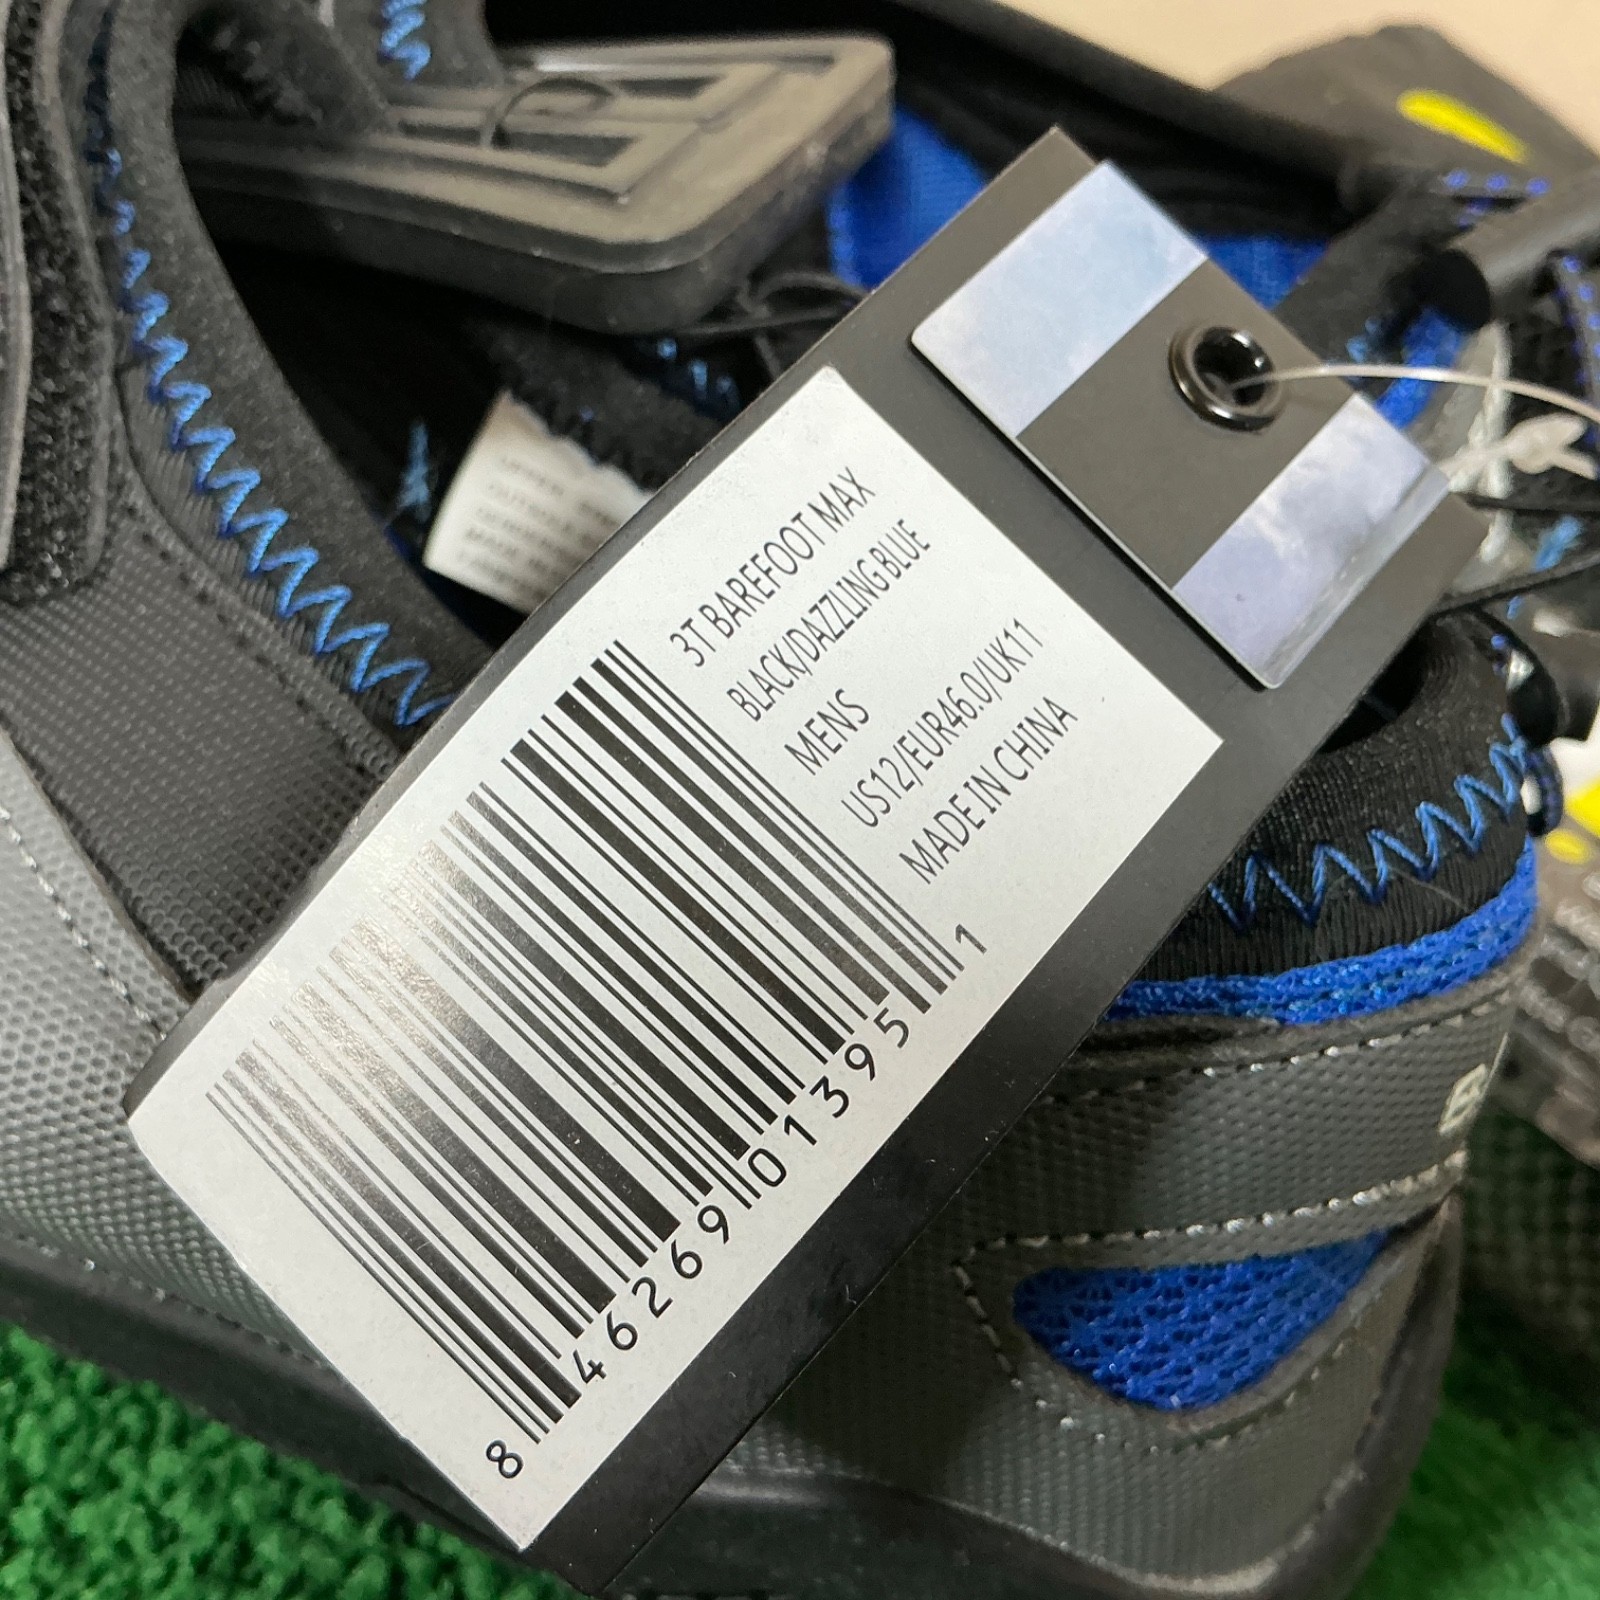 3T BAREFOOT MAX
BLACK/DAZZLING BLUE
MENS
US12/EUR46.0/UK11
MADE IN CHINA
8 46269 01395 1